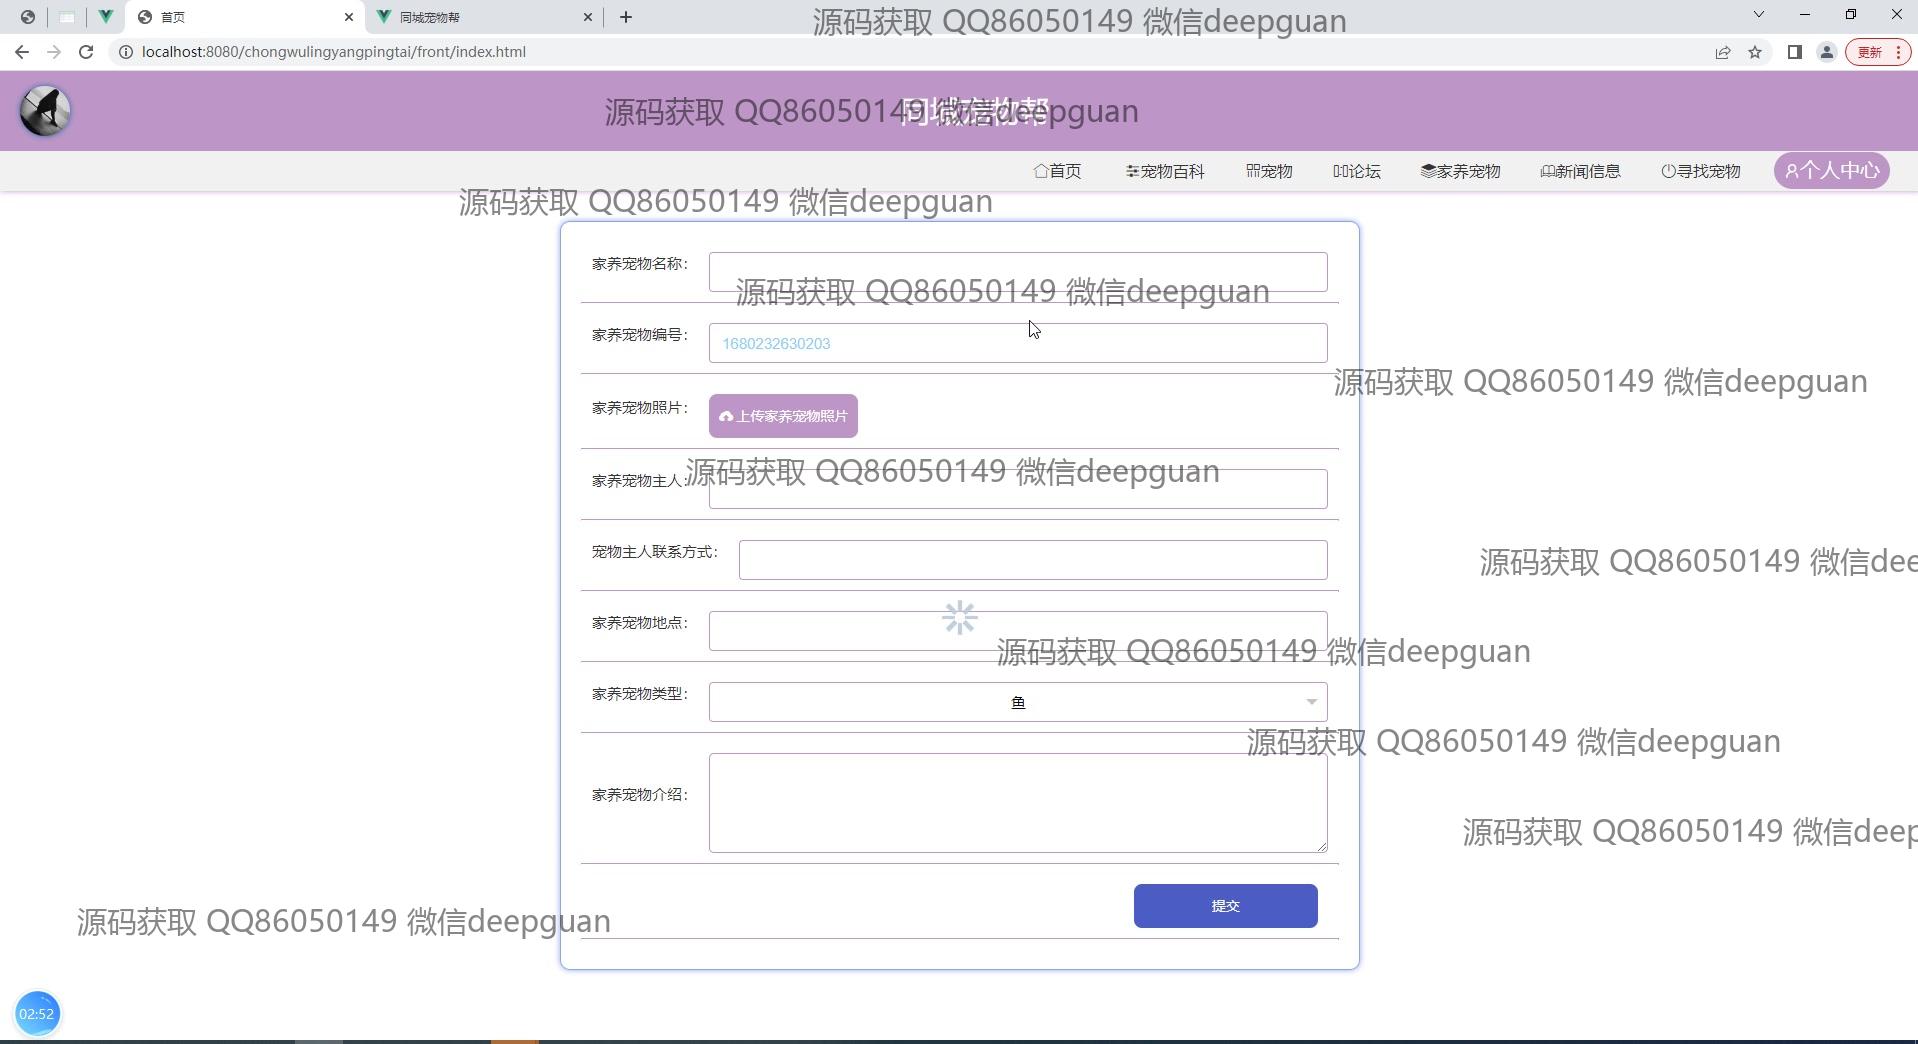 首页
同城宠物帮
源码获取 QQ86050149 微信deepguan
localhost:8080/chongwulingyangpingtai/front/index.html
更新
同城宠物帮
源码获取 QQ86050149 微信deepguan
首页
宠物百科
宠物
论坛
家养宠物
新闻信息
寻找宠物
个人中心
源码获取 QQ86050149 微信deepguan
家养宠物名称：
源码获取 QQ86050149 微信deepguan
家养宠物编号：
1680232630203
源码获取 QQ86050149 微信deepguan
家养宠物照片：
上传家养宠物照片
家养宠物主人：
源码获取 QQ86050149 微信deepguan
宠物主人联系方式：
源码获取 QQ86050149 微信dee
家养宠物地点：
源码获取 QQ86050149 微信deepguan
家养宠物类型：
鱼
源码获取 QQ86050149 微信deepguan
家养宠物介绍：
源码获取 QQ86050149 微信deep
提交
源码获取 QQ86050149 微信deepguan
02:52